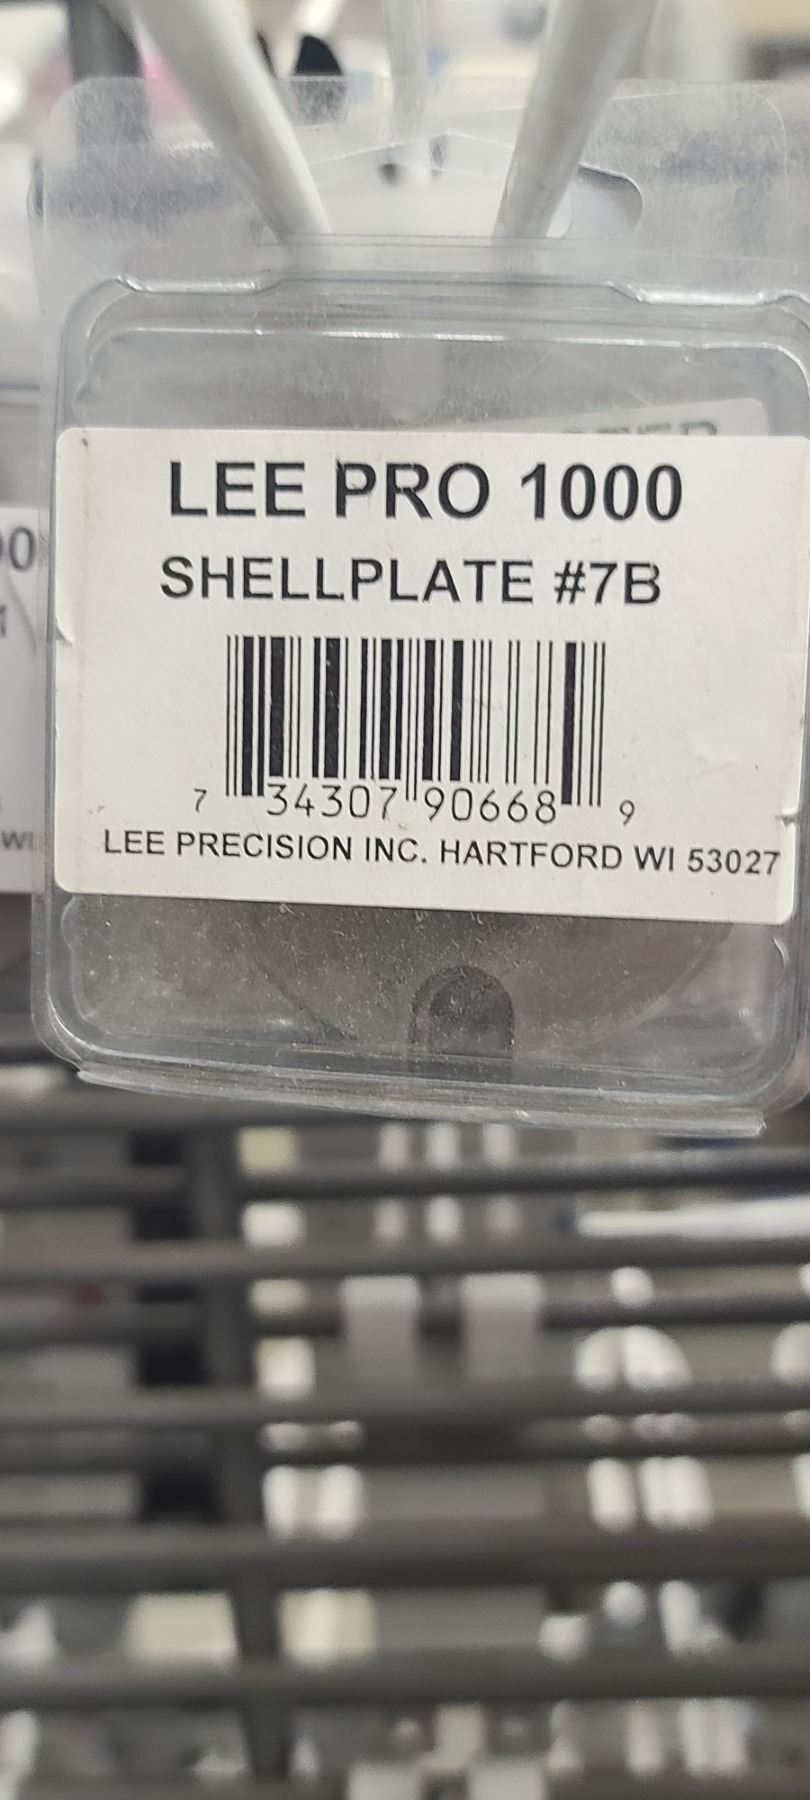 LEE PRO 1000
SHELLPLATE #7B
7 34307 90668 9
LEE PRECISION INC. HARTFORD WI 53027